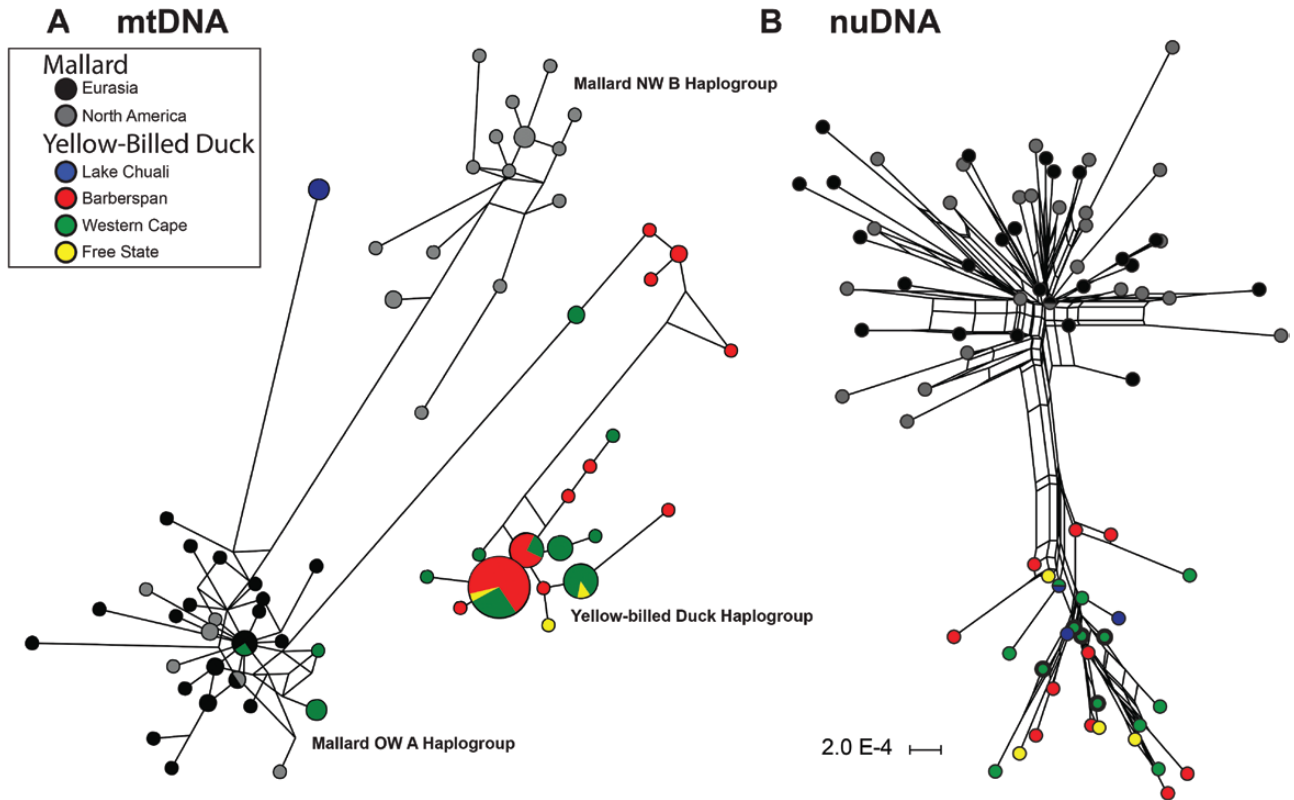 A mtDNA
Mallard
Eurasia
North America
Yellow-Billed Duck
Lake Chuali
Barberspan
Western Cape
Free State
Mallard NW B Haplogroup
Yellow-billed Duck Haplogroup
Mallard OW A Haplogroup
B nuDNA
2.0 E-4